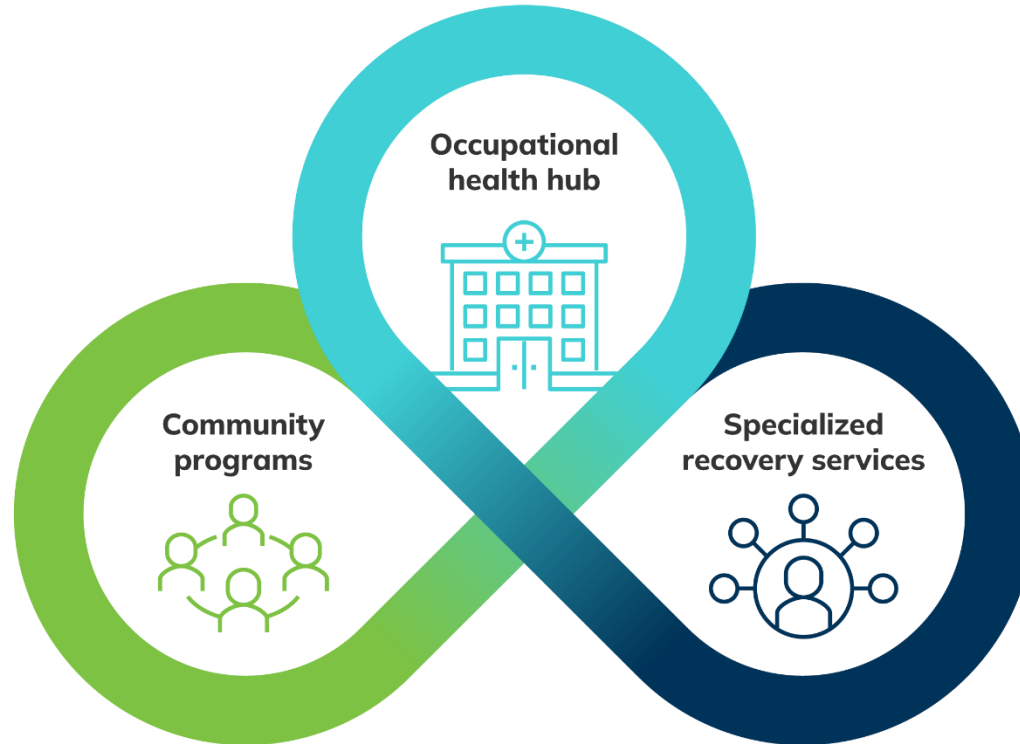 Occupational
health hub
Community
programs
Specialized
recovery services